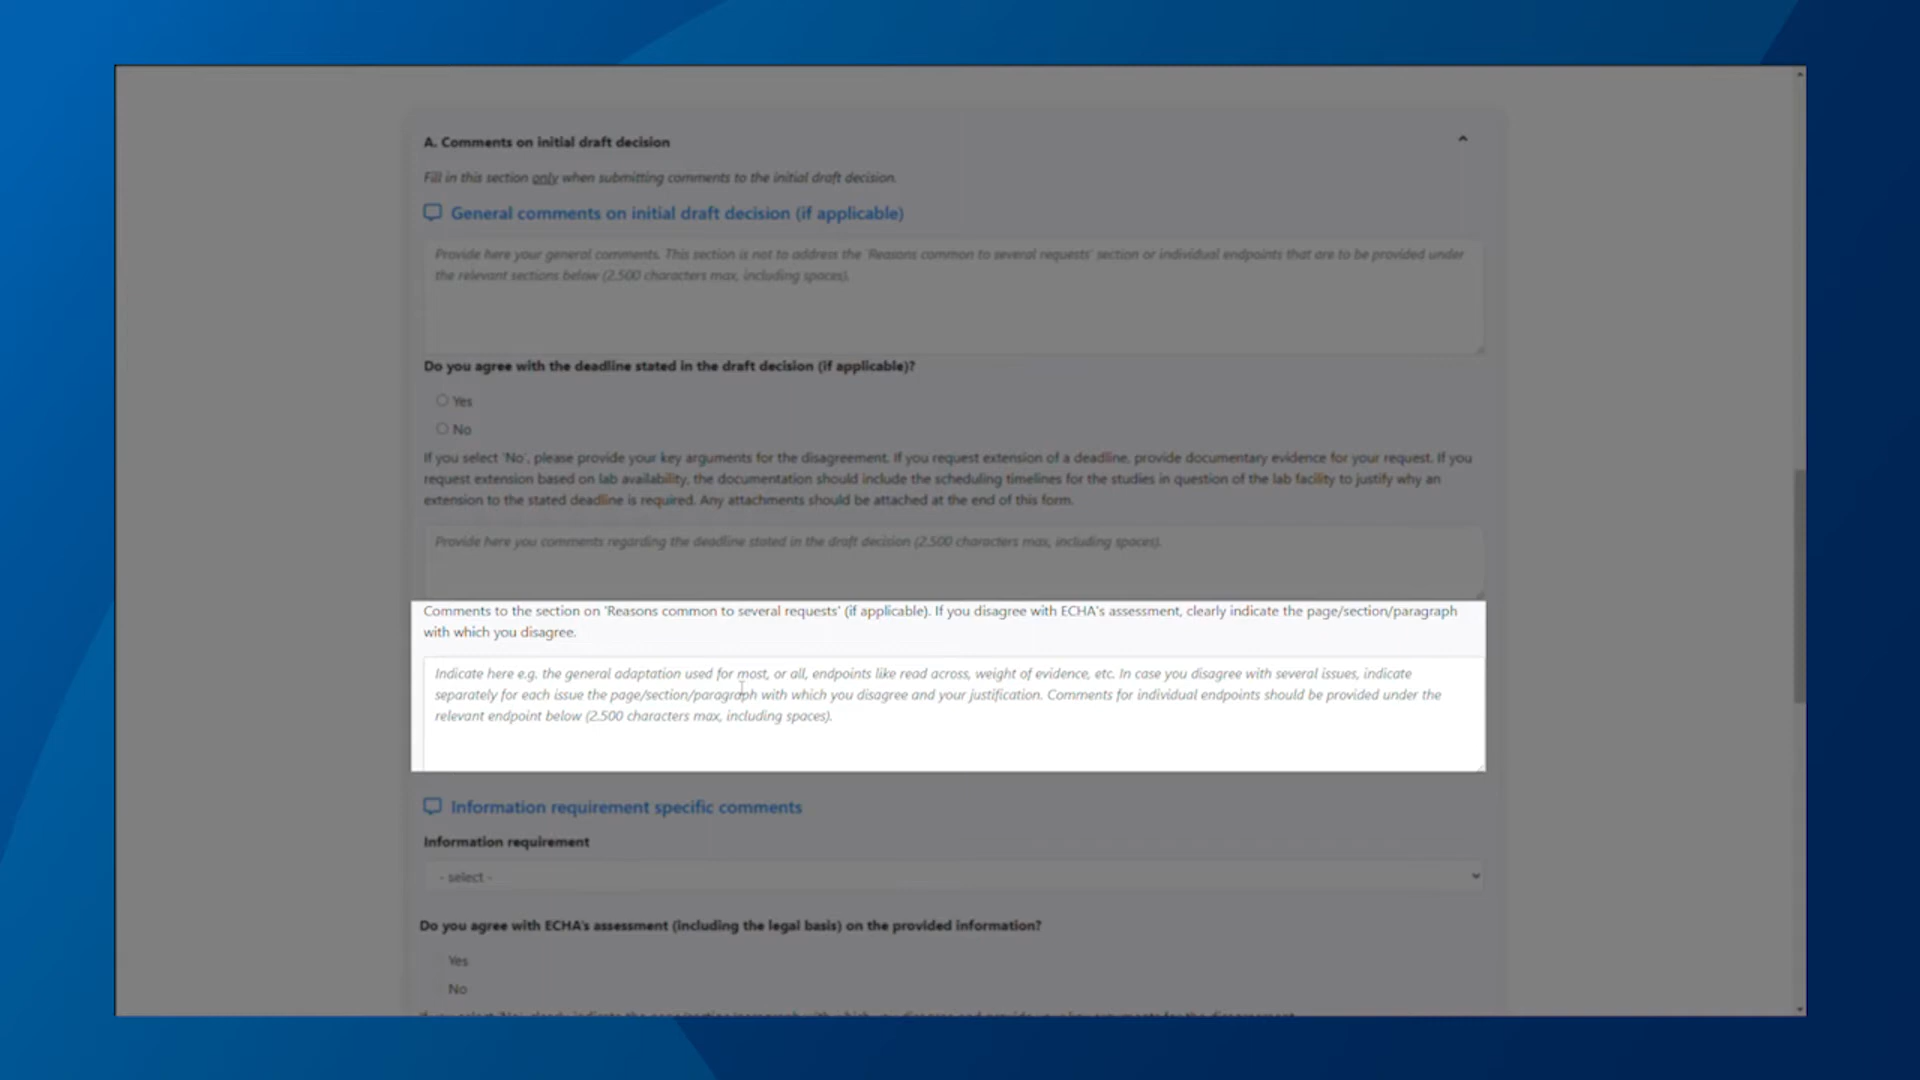 A. Comments on initial draft decision
Fill in this section only when submitting comments to the initial draft decision.
General comments on initial draft decision (if applicable)
Provide here your general comments. This section is not to address the 'Reasons common to several requests' section or individual endpoints that are to be provided under
the relevant sections below (2,500 characters max, including spaces).
Do you agree with the deadline stated in the draft decision (if applicable)?
Yes
No
If you select 'No', please provide your key arguments for the disagreement. If you request extension of a deadline, provide documentary evidence for your request. If you
request extension based on lab availability, the documentation should include the scheduling timelines for the studies in question of the lab facility to justify why an
extension to the stated deadline is required. Any attachments should be attached at the end of this form.
Provide here you comments regarding the deadline stated in the draft decision (2,500 characters max, including spaces).
Comments to the section on 'Reasons common to several requests' (if applicable). If you disagree with ECHA's assessment, clearly indicate the page/section/paragraph
with which you disagree.
Indicate here e.g. the general adaptation used for most, or all, endpoints like read across, weight of evidence, etc. In case you disagree with several issues, indicate
separately for each issue the page/section/paragraph with which you disagree and your justification. Comments for individual endpoints should be provided under the
relevant endpoint below (2.500 characters max, including spaces).
Information requirement specific comments
Information requirement
- select -
Do you agree with ECHA's assessment (including the legal basis) on the provided information?
Yes
No